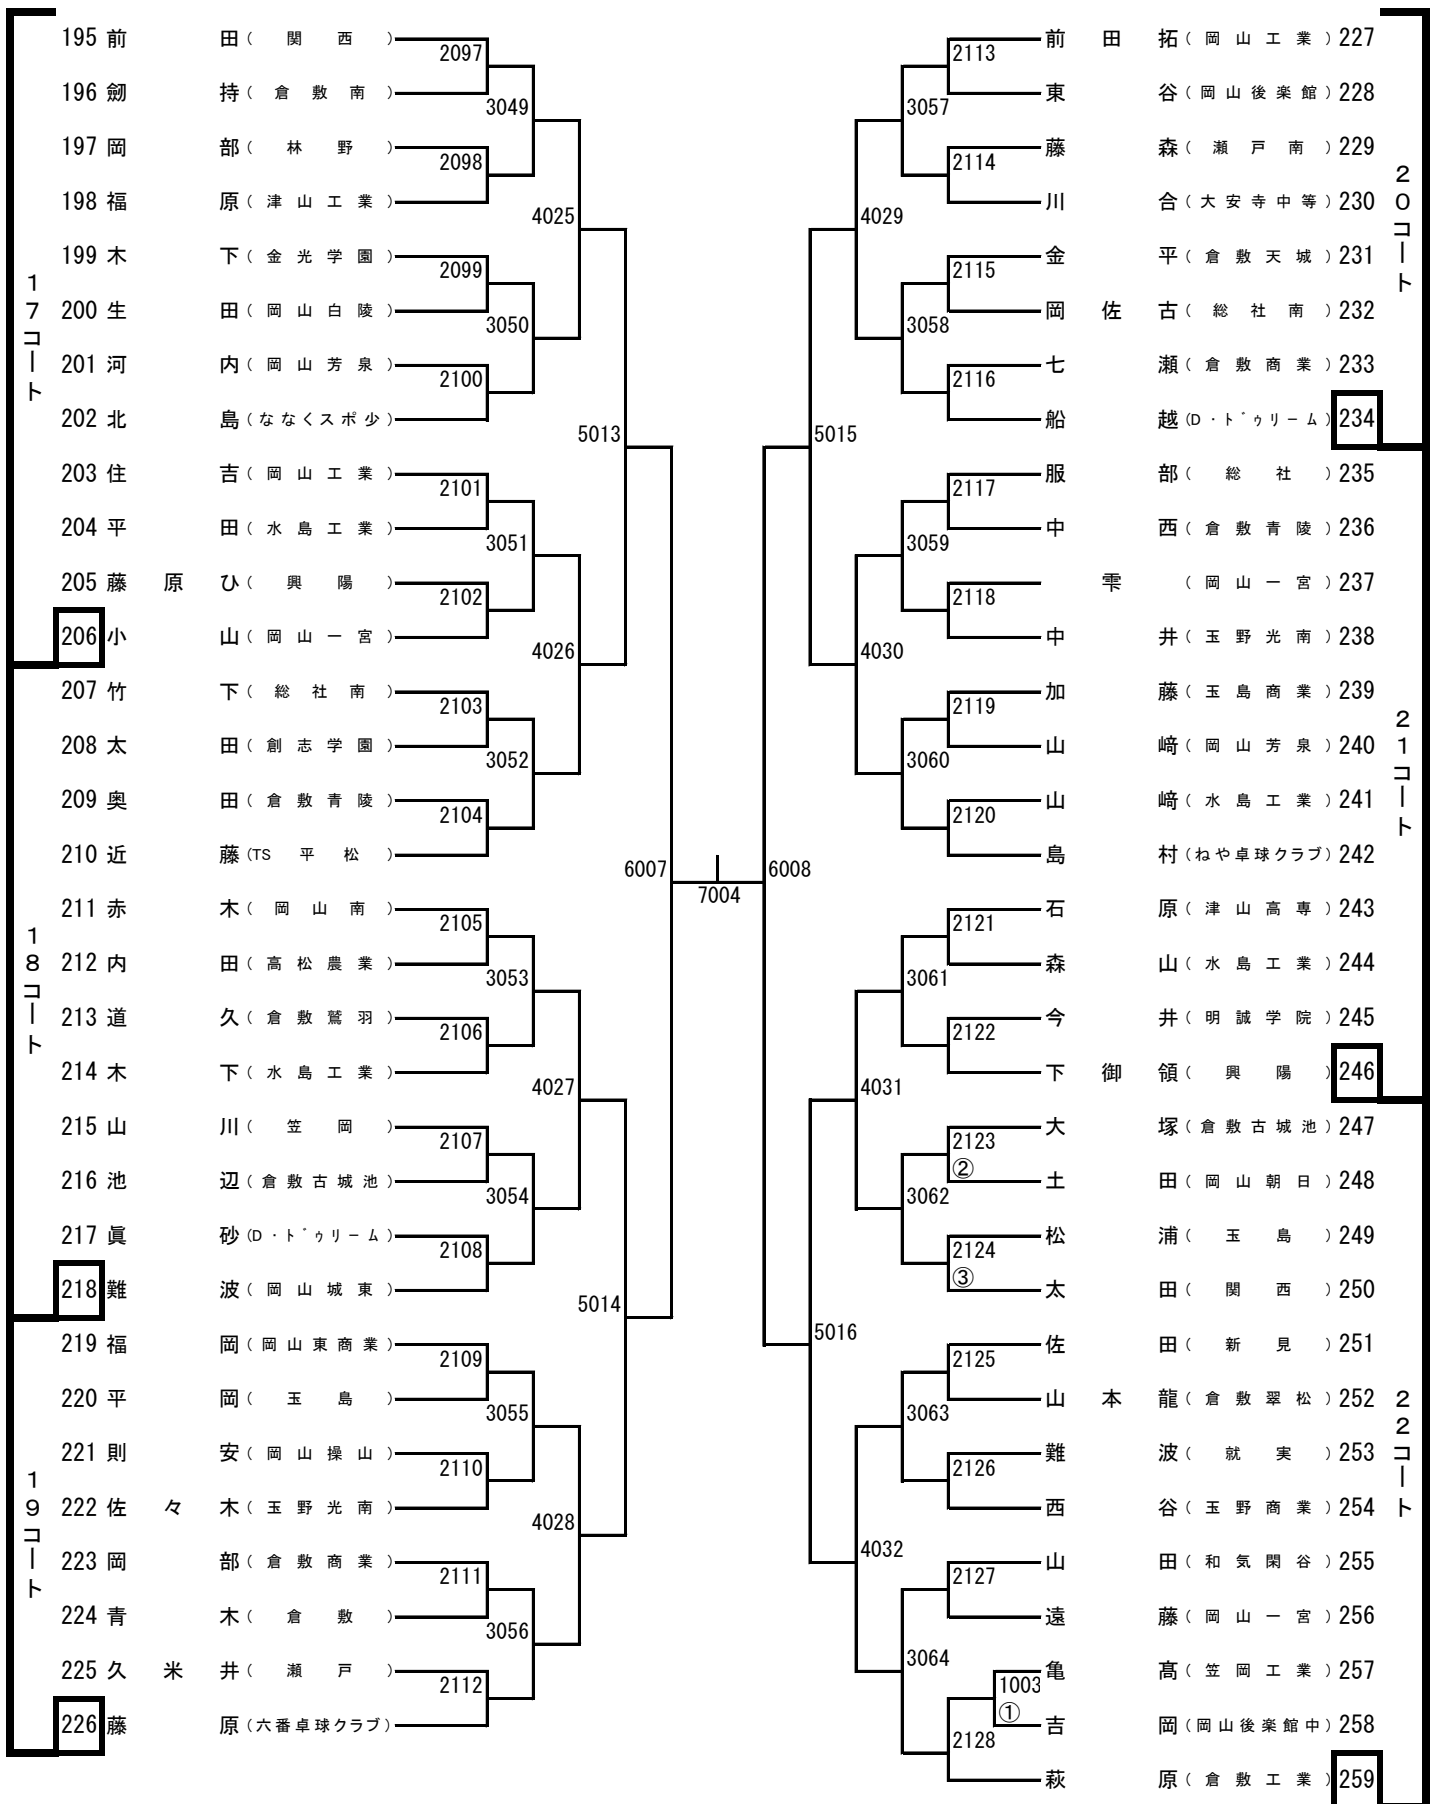 195 前田 (関西)
196 劒持 (倉敷南)
2097
197 岡部 (林野)
198 福原 (津山工業)
2098
3049
199 木下 (金光学園)
200 生田 (岡山白陵)
2099
201 河内 (岡山芳泉)
202 北島 (ななくスポ少)
2100
3050
4025
203 住吉 (岡山工業)
204 平田 (水島工業)
2101
205 藤原ひ (興陽)
206 小山 (岡山一宮)
2102
3051
17コート
207 竹下 (総社南)
208 太田 (創志学園)
2103
209 奥田 (倉敷青陵)
210 近藤 (TS平松)
2104
3052
4026
5013
211 赤木 (岡山南)
212 内田 (高松農業)
2105
213 道久 (倉敷鷲羽)
214 木下 (水島工業)
2106
3053
215 山川 (笠岡)
216 池辺 (倉敷古城池)
2107
217 眞砂 (D・ドゥリーム)
218 難波 (岡山城東)
2108
3054
4027
18コート
219 福岡 (岡山東商業)
220 平岡 (玉島)
2109
221 則安 (岡山操山)
222 佐々木 (玉野光南)
2110
3055
223 岡部 (倉敷商業)
224 青木 (倉敷)
2111
225 久米井 (瀬戸)
226 藤原 (六番卓球クラブ)
2112
3056
4028
5014
19コート
6007
7004
6008
前田拓 (岡山工業) 227
東谷 (岡山後楽館) 228
2113
藤森 (瀬戸南) 229
川合 (大安寺中等) 230
2114
3057
金平 (倉敷天城) 231
岡佐古 (総社南) 232
2115
七瀬 (倉敷商業) 233
船越 (D・ドゥリーム) 234
2116
3058
4029
20コート
服部 (総社) 235
中西 (倉敷青陵) 236
2117
雫 (岡山一宮) 237
中井 (玉野光南) 238
2118
3059
加藤 (玉島商業) 239
山﨑 (岡山芳泉) 240
2119
山﨑 (水島工業) 241
島村 (ねや卓球クラブ) 242
2120
3060
4030
5015
石原 (津山高専) 243
森山 (水島工業) 244
2121
今井 (明誠学院) 245
下御領 (興陽) 246
2122
3061
21コート
大塚 (倉敷古城池) 247
土田 (岡山朝日) 248
2123
②
松浦 (玉島) 249
太田 (関西) 250
2124
③
3062
4031
佐田 (新見) 251
山本龍 (倉敷翠松) 252
2125
難波 (就実) 253
西谷 (玉野商業) 254
2126
3063
山田 (和気閑谷) 255
遠藤 (岡山一宮) 256
2127
亀髙 (笠岡工業) 257
吉岡 (岡山後楽館中) 258
1003
①
萩原 (倉敷工業) 259
2128
3064
4032
5016
22コート